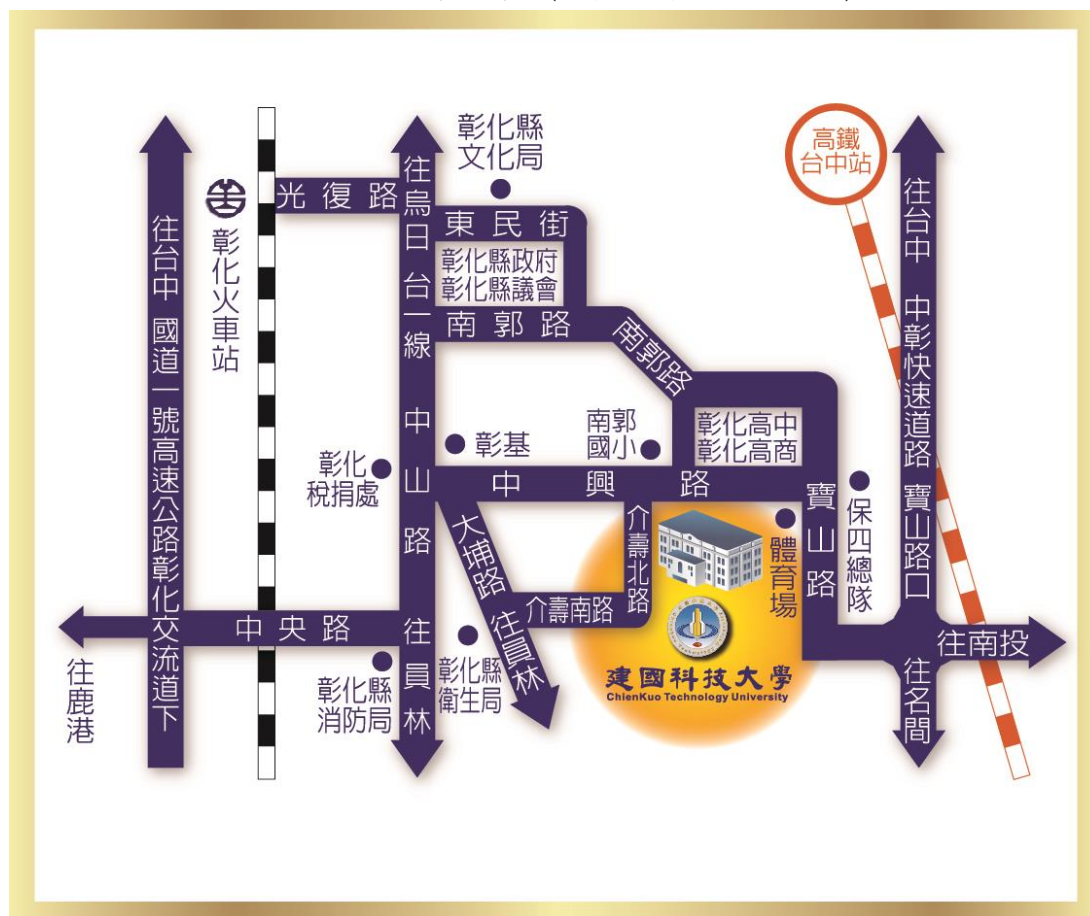 彰化縣
文化局
高鐵
台中站
光復路
往烏日 台一線 中山路 往員林
往台中 國道一號高速公路彰化交流道下
彰化火車站
東民街
彰化縣政府
彰化縣議會
南郭路
南郭路
往台中 中彰快速道路 寶山路口
彰基
南郭
國小
彰化高中
彰化高商
彰化
稅捐處
中興路
大埔路 往員林
介壽北路
體育場
寶山路
保四總隊
介壽南路
中央路
往鹿港
彰化縣
消防局
彰化縣
衛生局
建國科技大學
ChienKuo Technology University
往南投
往名間